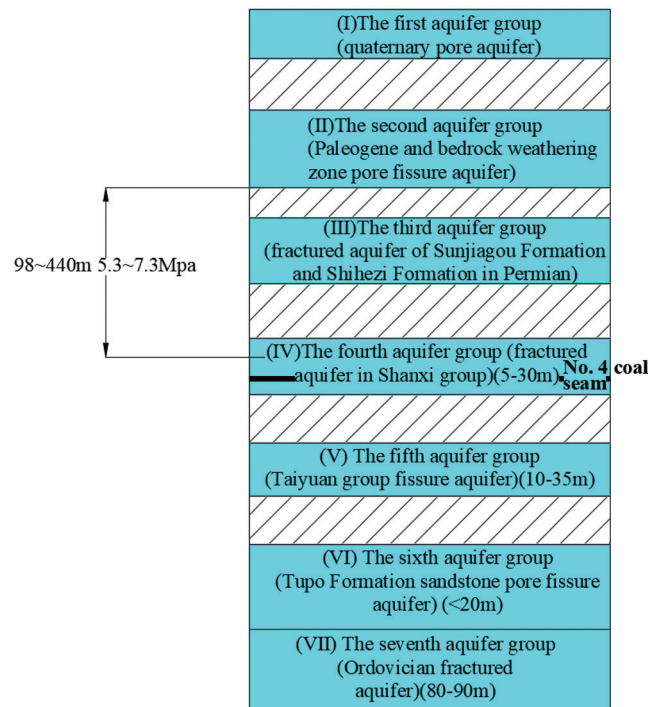 (I)The first aquifer group
(quaternary pore aquifer)
(II)The second aquifer group
(Paleogene and bedrock weathering
zone pore fissure aquifer)
(III)The third aquifer group
(fractured aquifer of Sunjiagou Formation
and Shihezi Formation in Permian)
98~440m 5.3~7.3Mpa
(IV)The fourth aquifer group (fractured
aquifer in Shanxi group)(5-30m)
No. 4 coal
seam
(V) The fifth aquifer group
(Taiyuan group fissure aquifer)(10-35m)
(VI) The sixth aquifer group
(Tupo Formation sandstone pore fissure
aquifer) (<20m)
(VII) The seventh aquifer group
(Ordovician fractured
aquifer)(80-90m)